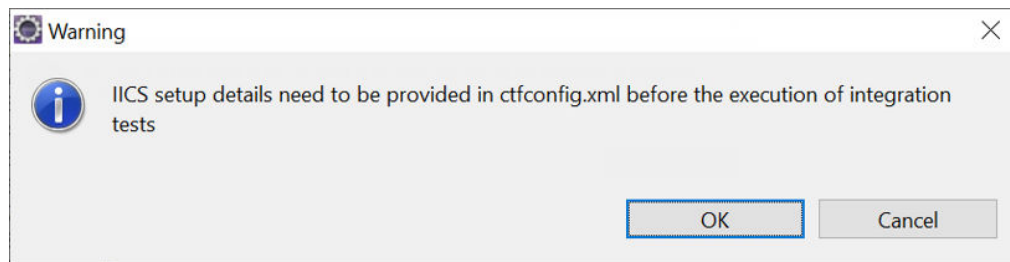 Warning
IICS setup details need to be provided in ctfconfig.xml before the execution of integration
tests
OK
Cancel